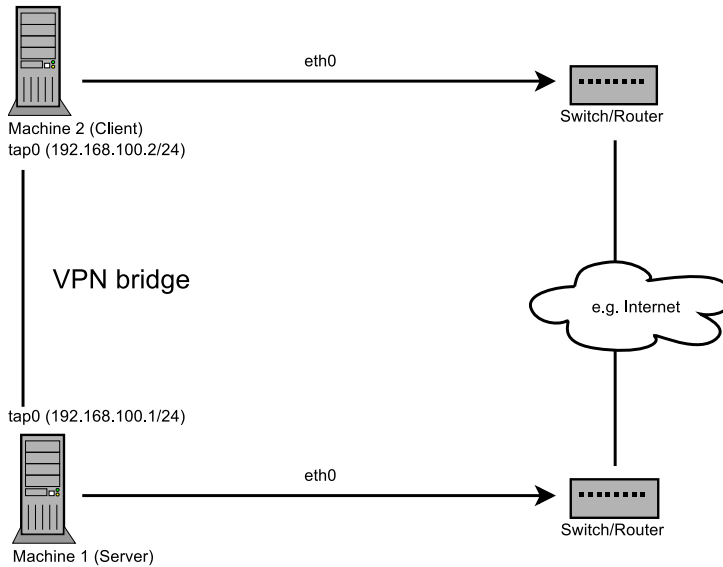 eth0
Switch/Router
Machine 2 (Client)
tap0 (192.168.100.2/24)
VPN bridge
e.g. Internet
tap0 (192.168.100.1/24)
eth0
Switch/Router
Machine 1 (Server)